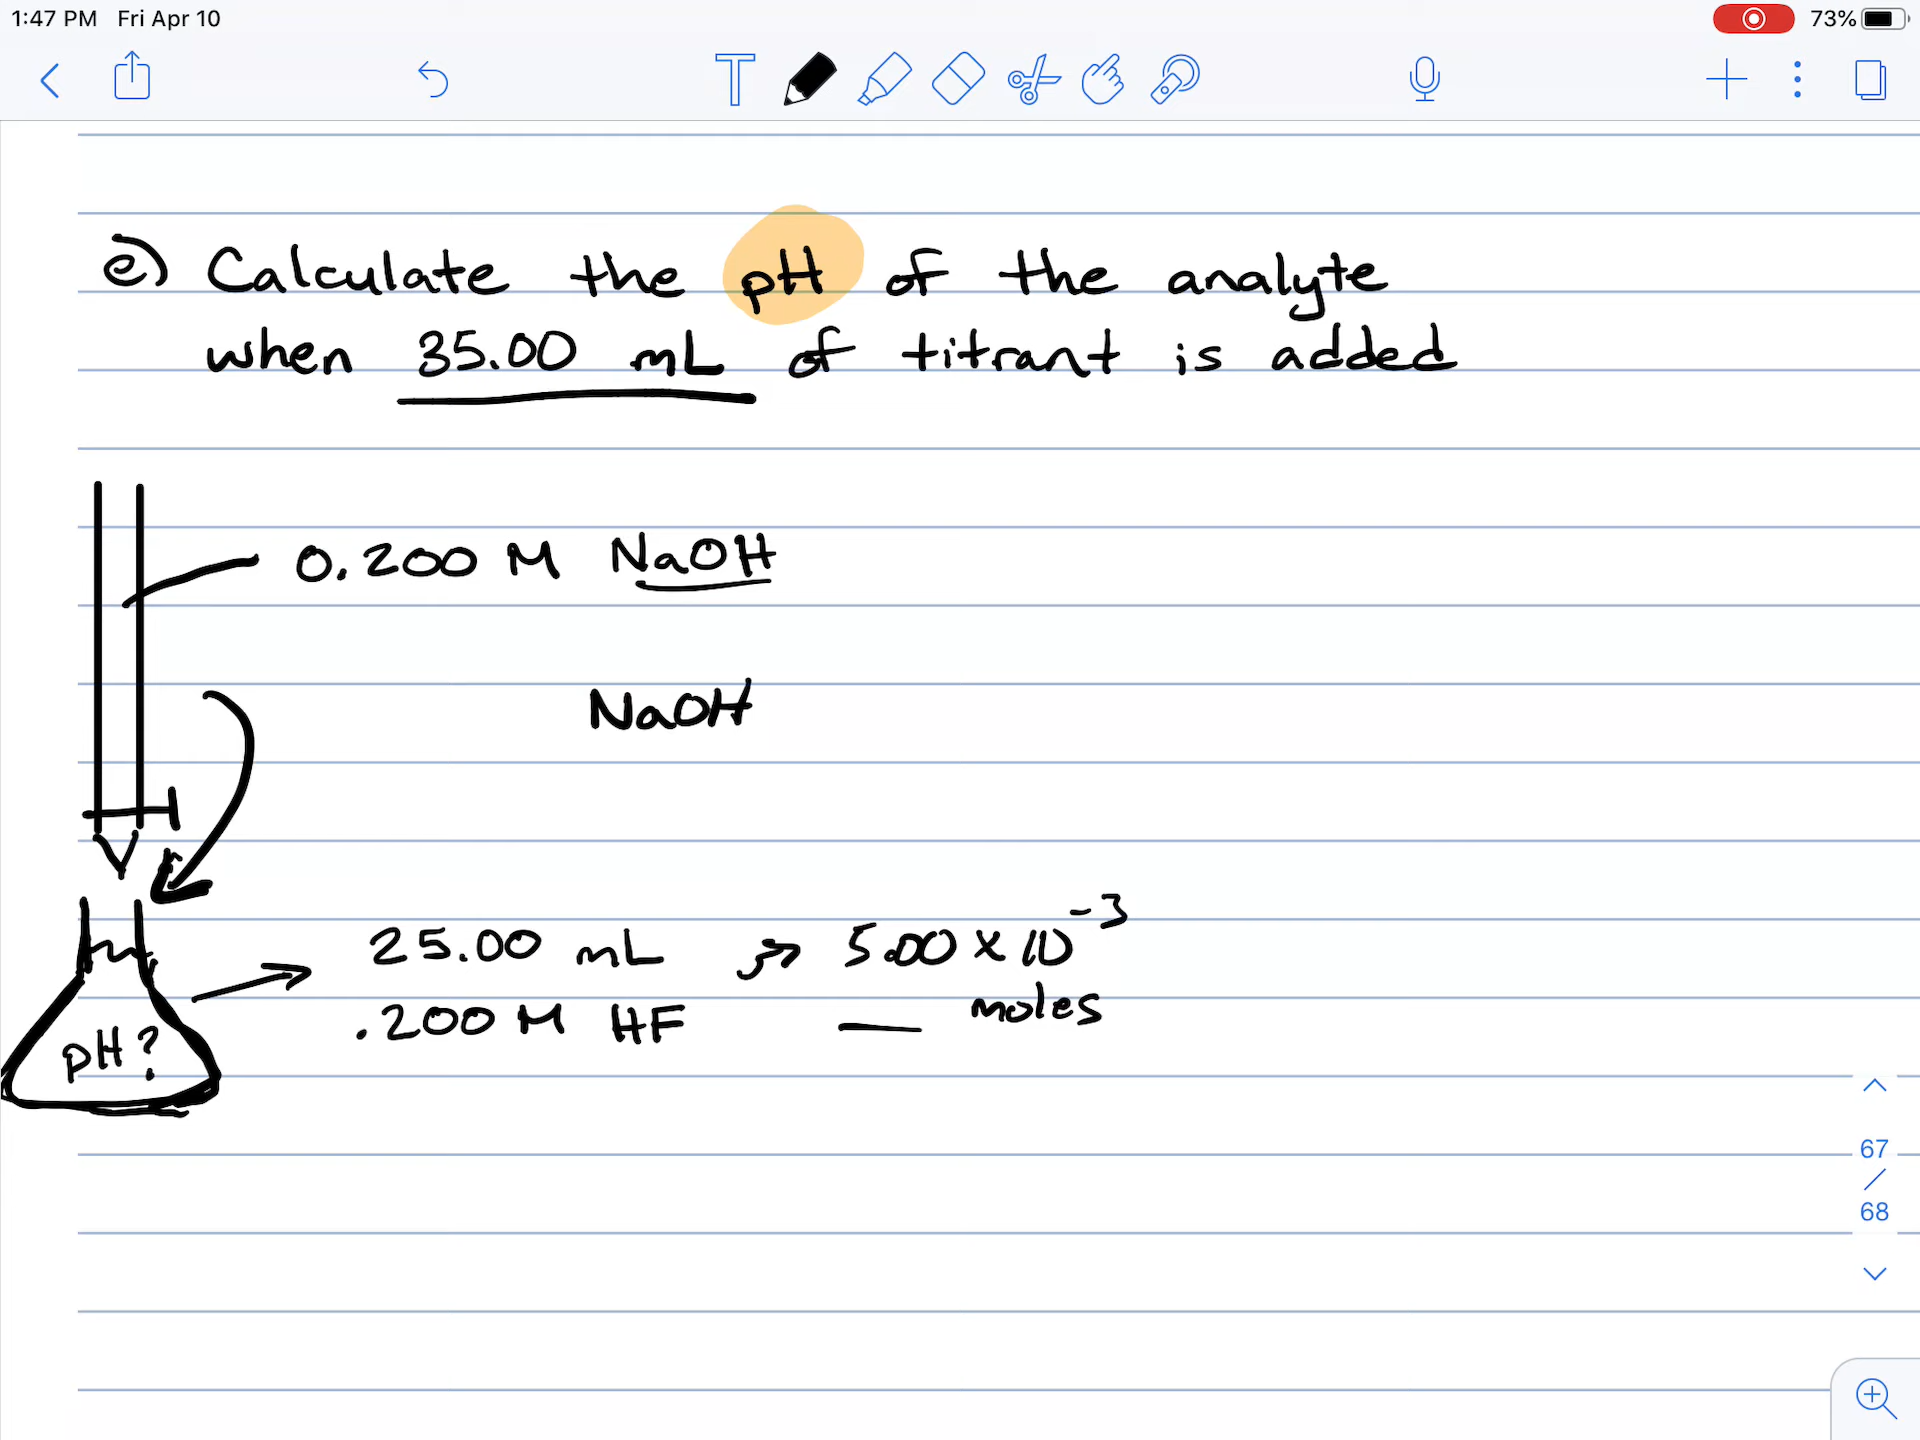 1:47 PM Fri Apr 10 73%
T
e) Calculate the pH of the analyte
when 35.00 mL of titrant is added
0.200 M NaOH
NaOH
25.00 mL → 5.00 x 10⁻³
.200 M HF moles
pH?
67
/
68